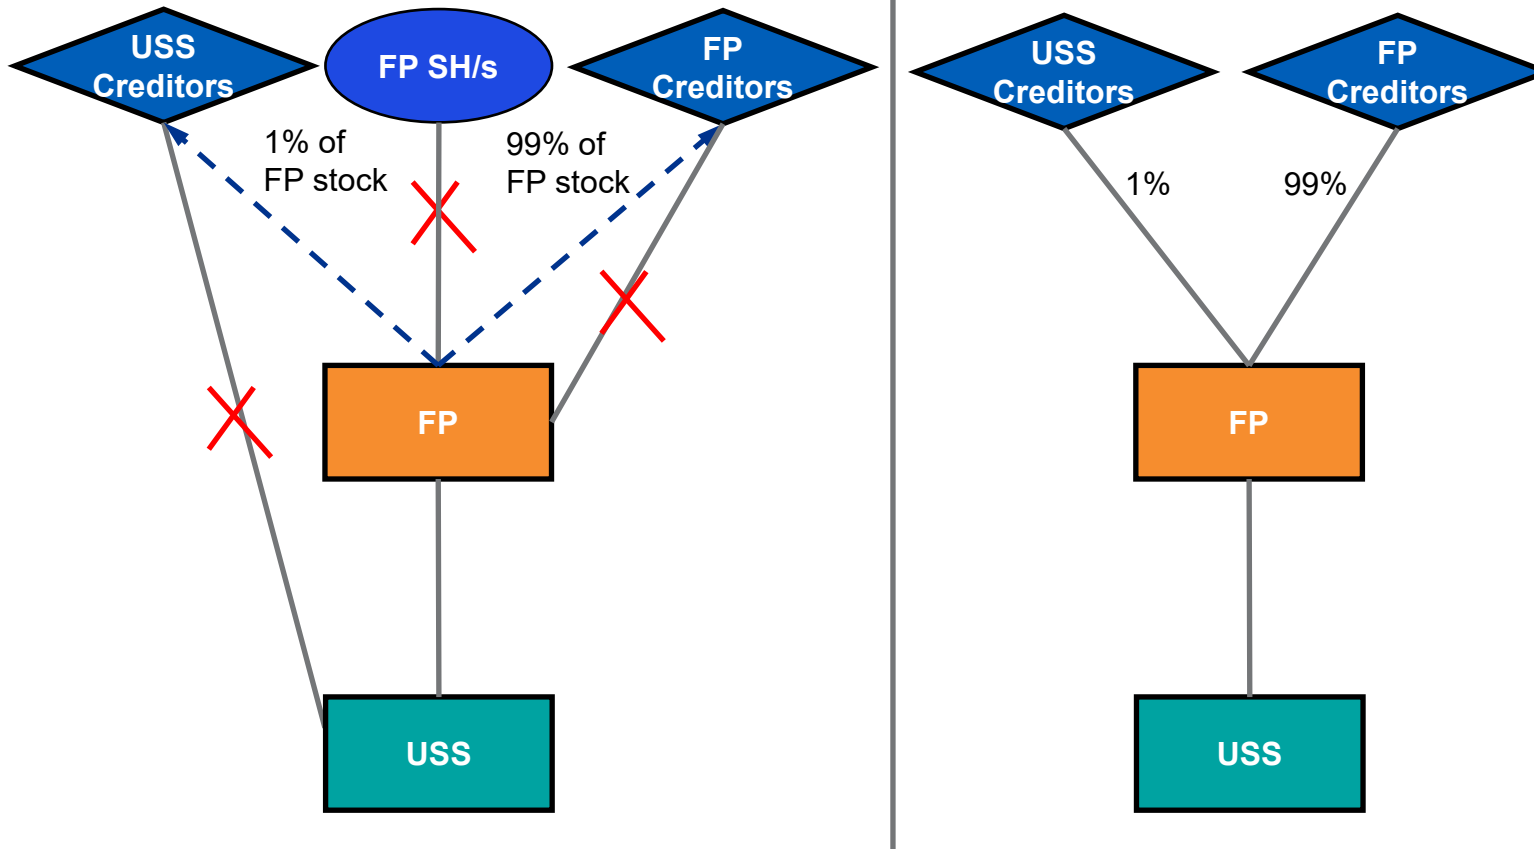 USS
Creditors
FP SH/s
FP
Creditors
1% of
FP stock
99% of
FP stock
FP
USS
USS
Creditors
FP
Creditors
1%
99%
FP
USS